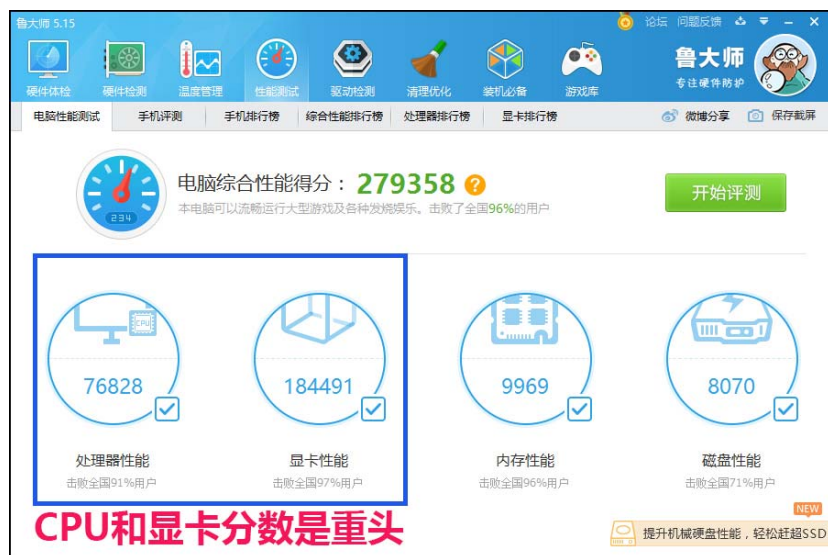 鲁大师 5.15
论坛 问题反馈
硬件体检 硬件检测 温度管理 性能测试 驱动检测 清理优化 装机必备 游戏库
鲁大师
专注硬件防护
电脑性能测试 手机评测 手机排行榜 综合性能排行榜 处理器排行榜 显卡排行榜 微博分享 保存截屏
电脑综合性能得分： 279358 ?
本电脑可以流畅运行大型游戏及各种发烧娱乐。击败了全国96%的用户
开始评测
234
CPU
76828 184491 9969 8070
处理器性能 显卡性能 内存性能 磁盘性能
击败全国91%用户 击败全国97%用户 击败全国96%用户 击败全国71%用户
CPU和显卡分数是重头
NEW
提升机械硬盘性能，轻松赶超SSD